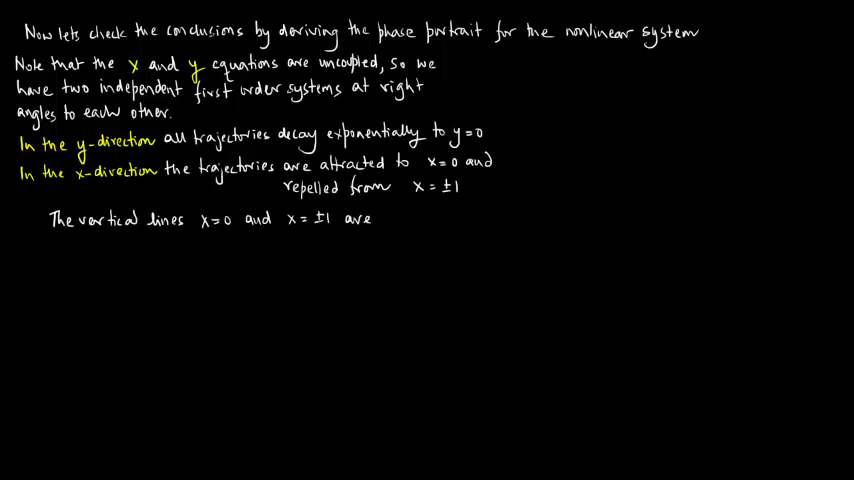 Now lets check the conclusions by deriving the phase portrait for the nonlinear system
Note that the x and y equations are uncoupled, so we
have two independent first order systems at right
angles to each other.
In the y-direction all trajectories decay exponentially to y=0
In the x-direction the trajectories are attracted to x=0 and
repelled from x = ±1
The vertical lines x=0 and x = ±1 are